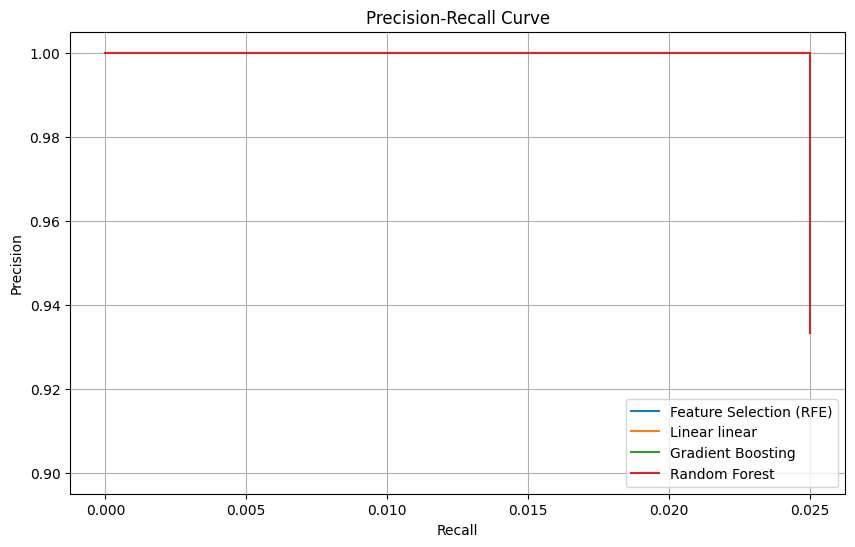 Precision-Recall Curve
Precision
1.00
0.98
0.96
0.94
0.92
0.90
Feature Selection (RFE)
Linear linear
Gradient Boosting
Random Forest
0.000 0.005 0.010 0.015 0.020 0.025
Recall